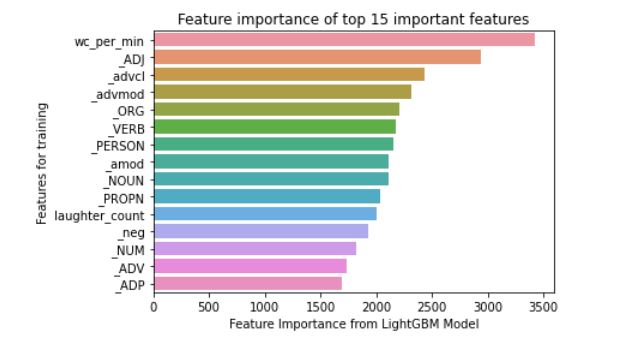 Feature importance of top 15 important features
wc_per_min
_ADJ
_advcl
_advmod
_ORG
_VERB
_PERSON
_amod
_NOUN
_PROPN
laughter_count
_neg
_NUM
_ADV
_ADP
Features for training
0 500 1000 1500 2000 2500 3000 3500
Feature Importance from LightGBM Model